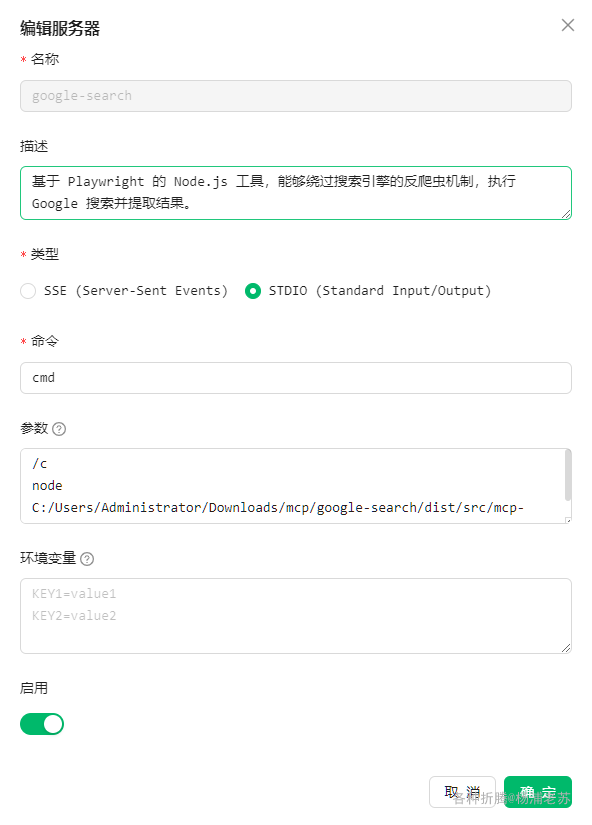 编辑服务器
* 名称
google-search
描述
基于 Playwright 的 Node.js 工具，能够绕过搜索引擎的反爬虫机制，执行
Google 搜索并提取结果。
* 类型
SSE (Server-Sent Events) STDIO (Standard Input/Output)
* 命令
cmd
参数
/c
node
C:/Users/Administrator/Downloads/mcp/google-search/dist/src/mcp-
环境变量
KEY1=value1
KEY2=value2
启用
取 消 确 定
各种折腾@杨浦老苏